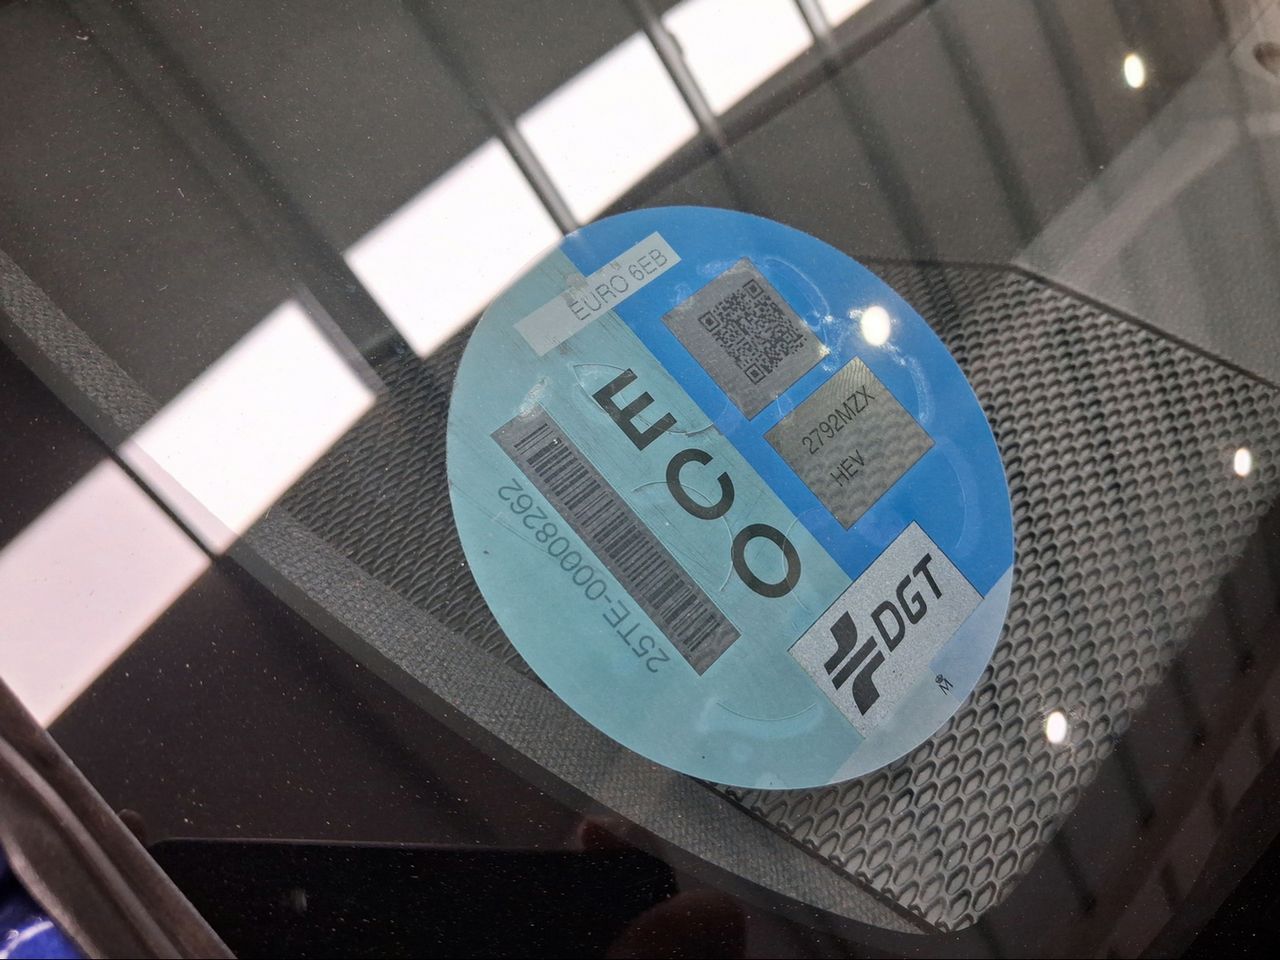 EURO 6EB
ECO
2792MZX
HEV
25TE-00008262
DGT
M